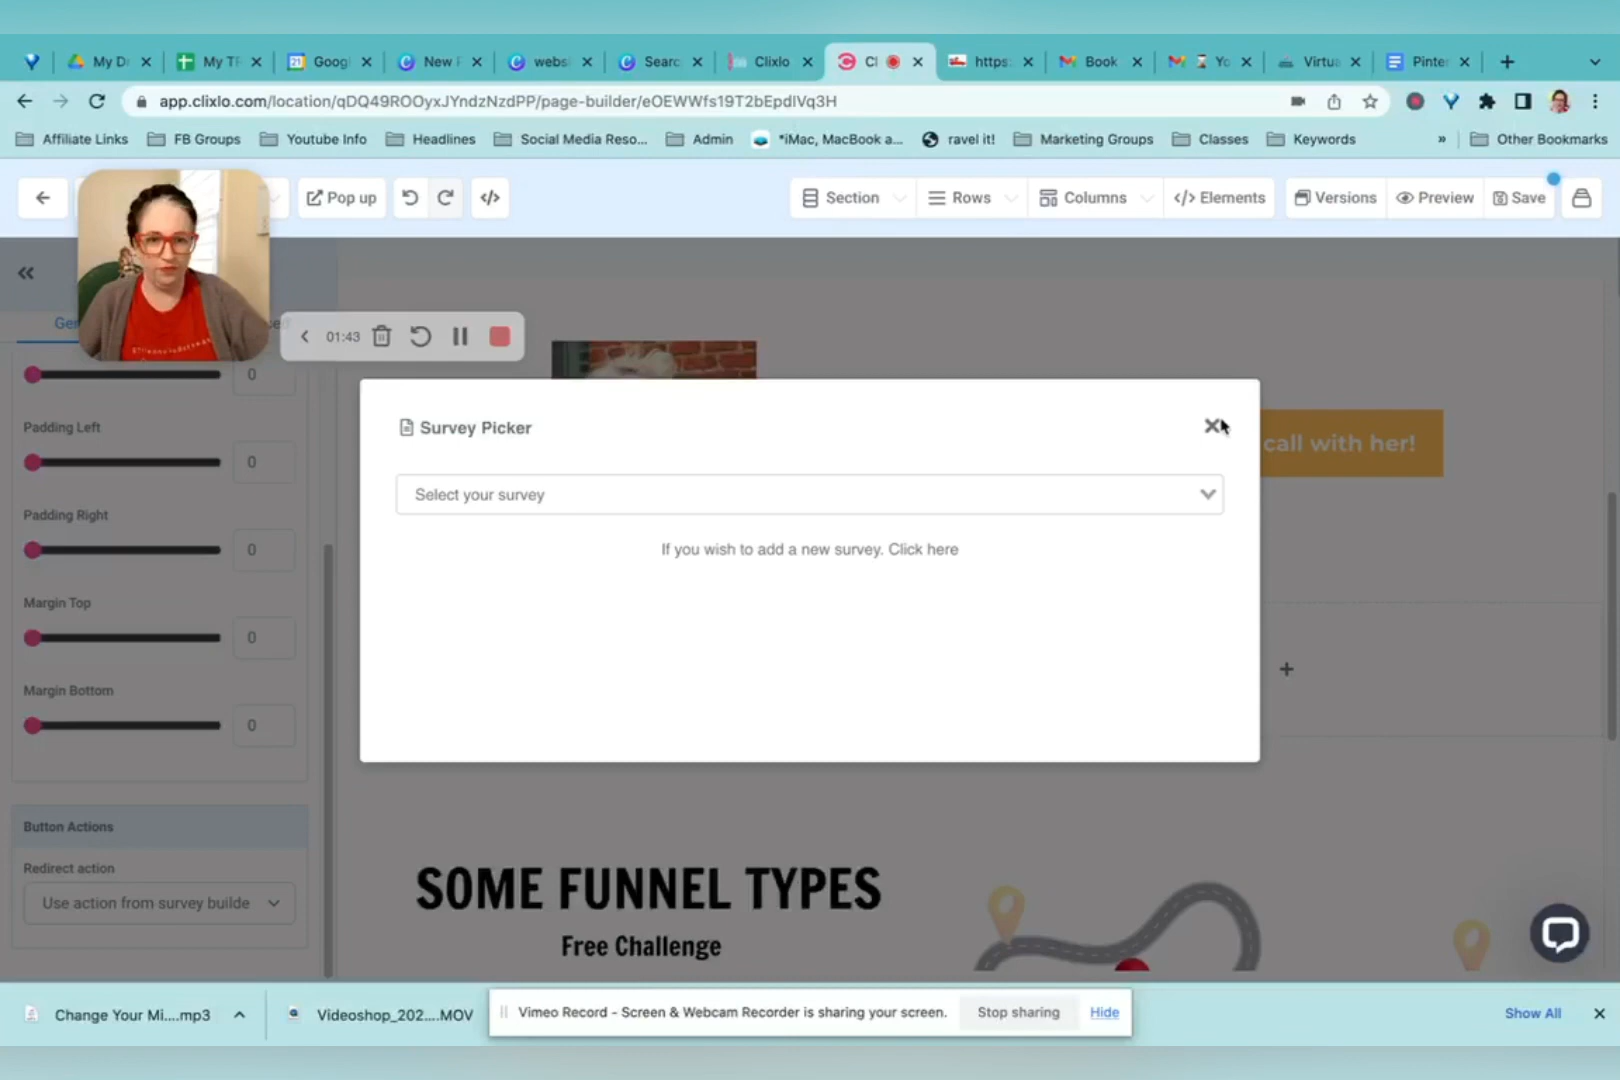 My Di
My TF
Googl
New F
webs
Searc
Clixlo
Cl
https:
Book
Yo
Virtua
Pinter
app.clixlo.com/location/qDQ49ROOyxJYndzNzdPP/page-builder/eOEWWfs19T2bEpdlVq3H
Affiliate Links
FB Groups
Youtube Info
Headlines
Social Media Reso...
Admin
*iMac, MacBook a...
ravel it!
Marketing Groups
Classes
Keywords
»
Other Bookmarks
Pop up
Section
Rows
Columns
</> Elements
Versions
Preview
Save
01:43
0
Padding Left
0
Padding Right
0
Margin Top
0
Margin Bottom
0
Button Actions
Redirect action
Use action from survey builde
Survey Picker
Select your survey
If you wish to add a new survey. Click here
call with her!
SOME FUNNEL TYPES
Free Challenge
Change Your Mi....mp3
Videoshop_202....MOV
Vimeo Record - Screen & Webcam Recorder is sharing your screen.
Stop sharing
Hide
Show All